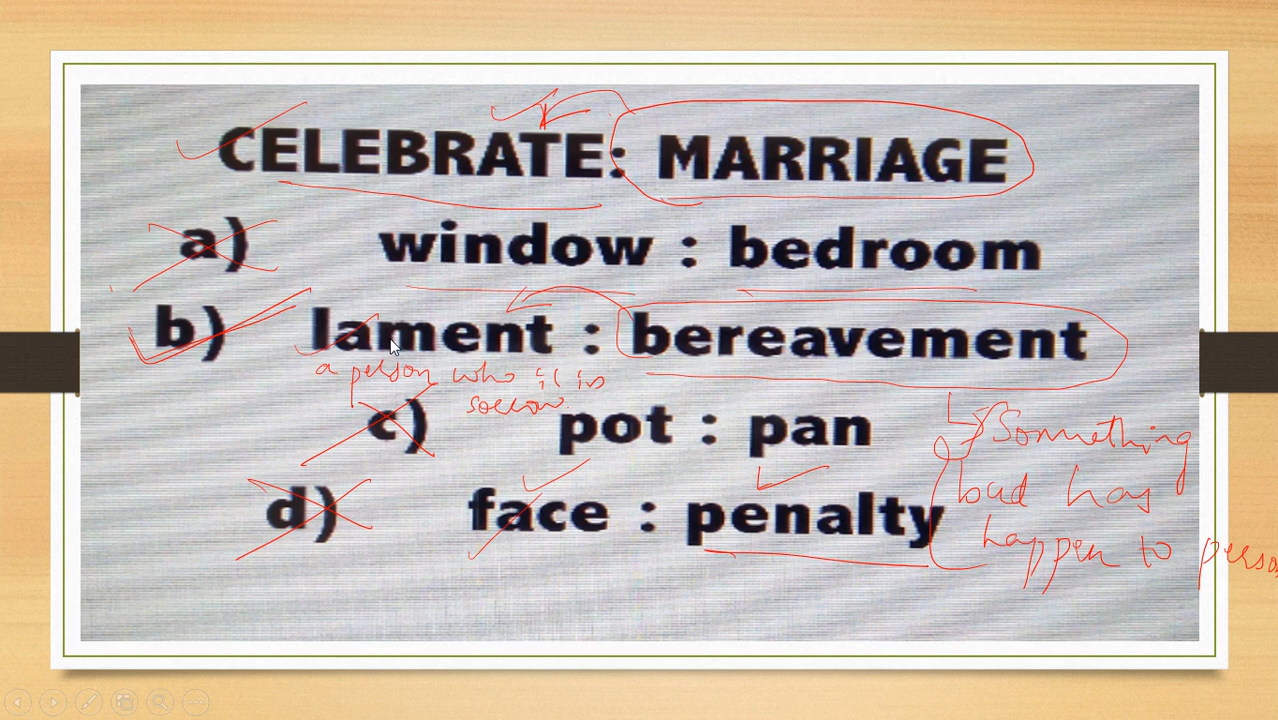 CELEBRATE: MARRIAGE
a) window : bedroom
b) lament : bereavement
a person who is in
sorrow.
c) pot : pan
Something
d) face : penalty
bad has
happen to person